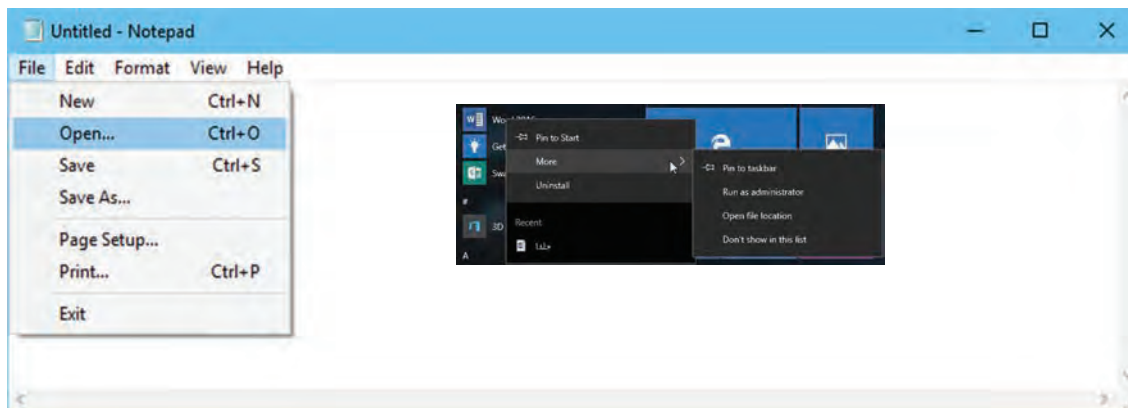 Untitled - Notepad
File Edit Format View Help
New Ctrl+N
Open... Ctrl+O
Save Ctrl+S
Save As...
Page Setup...
Print... Ctrl+P
Exit
Pin to Start
More
Uninstall
Recent
3D
A
Pin to taskbar
Run as administrator
Open file location
Don't show in this list